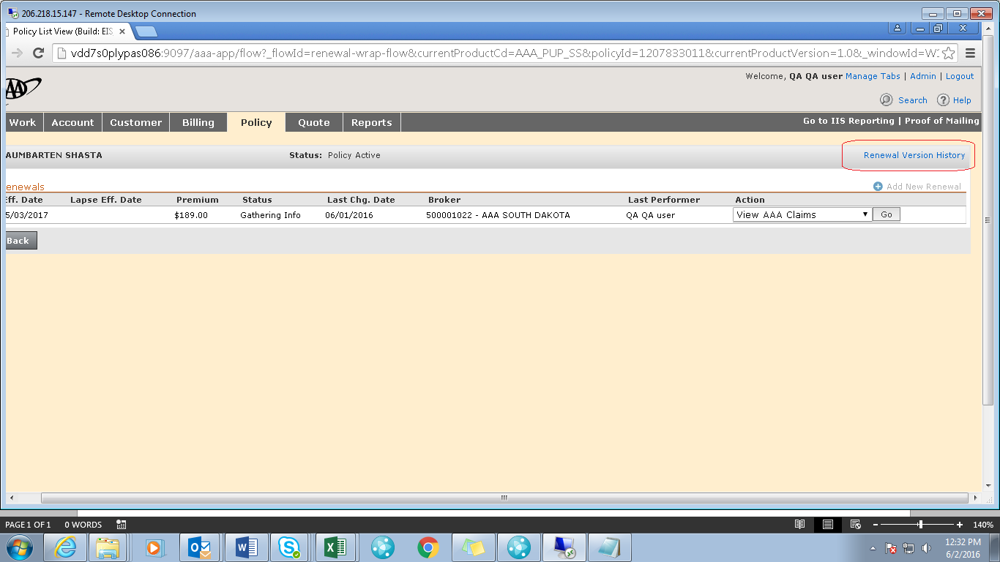 206.218.15.147 - Remote Desktop Connection
Policy List View (Build: EIS
vdd7s0plypas086:9097/aaa-app/flow?_flowId=renewal-wrap-flow&currentProductCd=AAA_PUP_SS&policyId=1207833011&currentProductVersion=1.0&_windowId=W1
Welcome, QA QA user Manage Tabs | Admin | Logout
Search Help
Work Account Customer Billing Policy Quote Reports Go to IIS Reporting | Proof of Mailing
AUMBARTEN SHASTA Status: Policy Active Renewal Version History
enewals Add New Renewal
Eff. Date Lapse Eff. Date Premium Status Last Chg. Date Broker Last Performer Action
5/03/2017 $189.00 Gathering Info 06/01/2016 500001022 - AAA SOUTH DAKOTA QA QA user View AAA Claims Go
Back
PAGE 1 OF 1 0 WORDS 140%
12:32 PM
6/2/2016